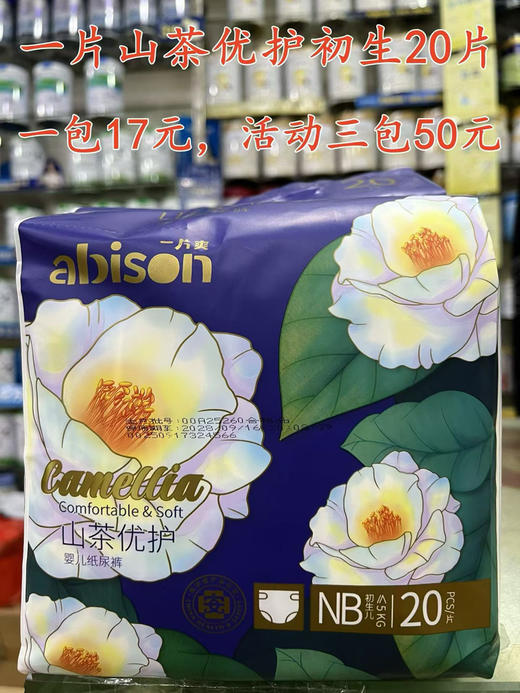 一片山茶优护初生20片
一包17元，活动三包50元
20
一片爽
abison
Camellia
Comfortable & Soft
山茶优护
婴儿纸尿裤
NB
初生儿
5KG
20
PCS/片